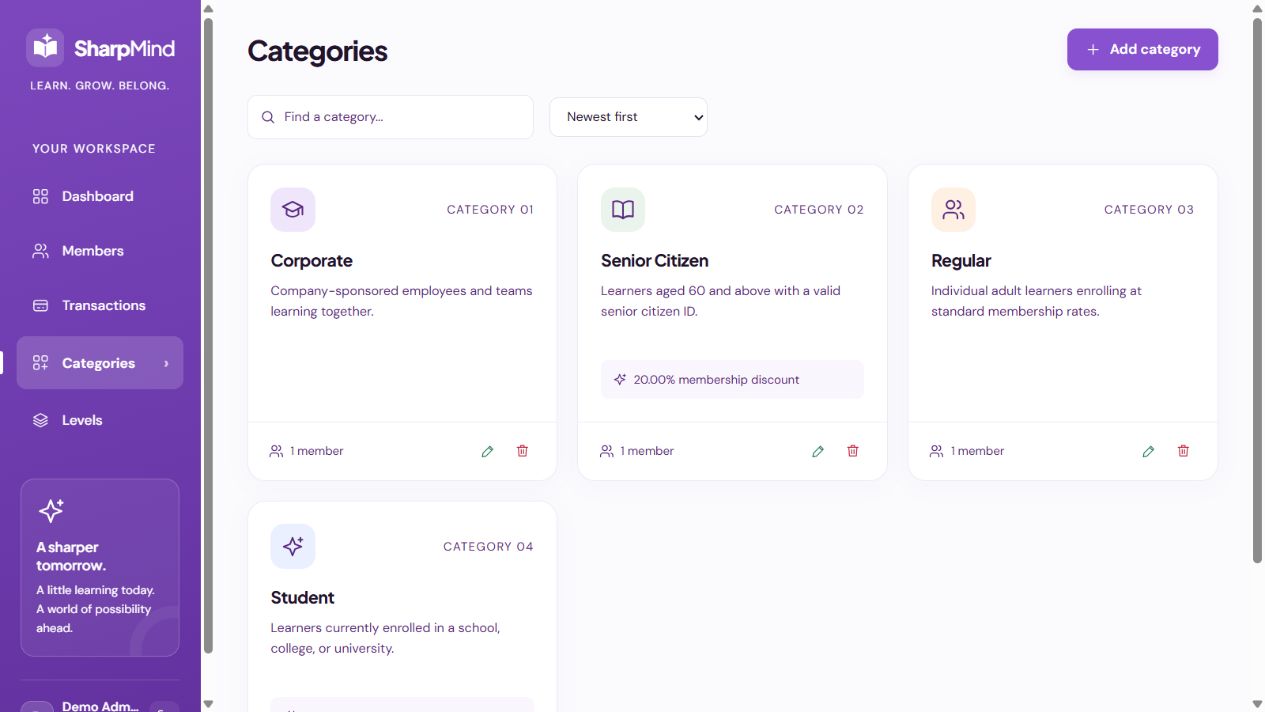 SharpMind
LEARN. GROW. BELONG.
YOUR WORKSPACE
Dashboard
Members
Transactions
Categories
Levels
A sharper
tomorrow.
A little learning today.
A world of possibility
ahead.
Demo Adm...
Categories
+ Add category
Find a category...
Newest first
CATEGORY 01
Corporate
Company-sponsored employees and teams
learning together.
1 member
CATEGORY 02
Senior Citizen
Learners aged 60 and above with a valid
senior citizen ID.
20.00% membership discount
1 member
CATEGORY 03
Regular
Individual adult learners enrolling at
standard membership rates.
1 member
CATEGORY 04
Student
Learners currently enrolled in a school,
college, or university.